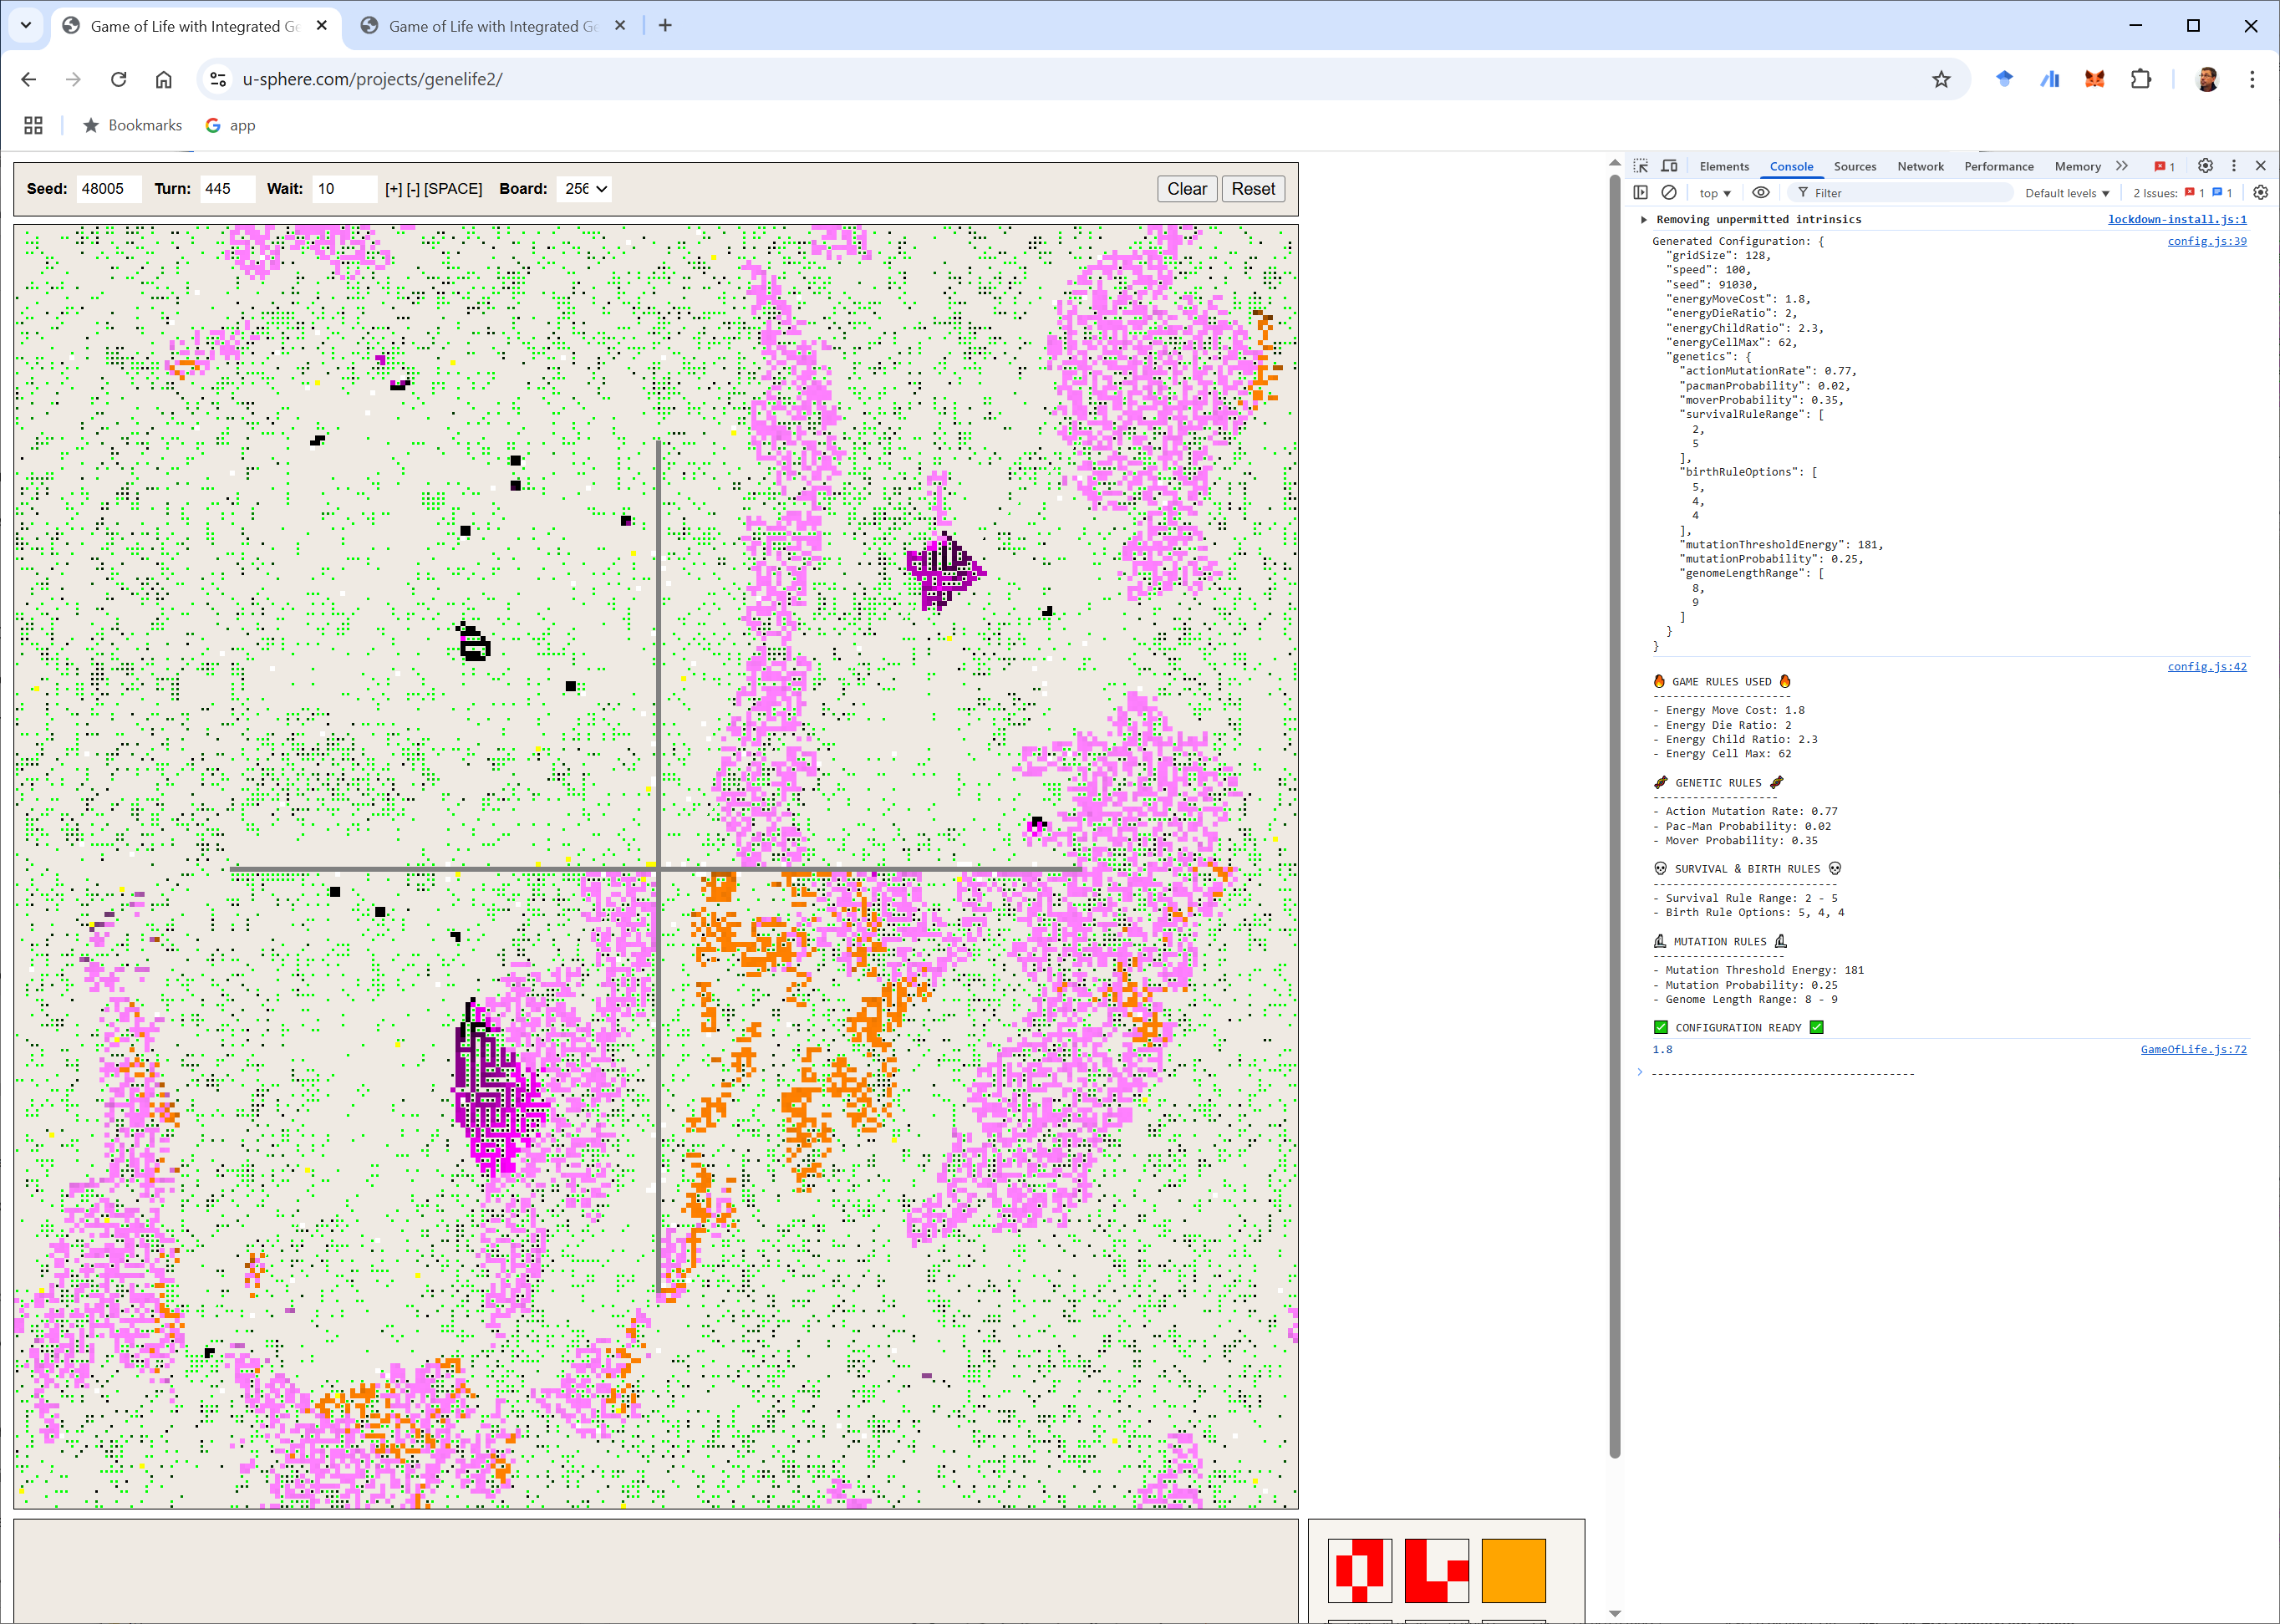 Game of Life with Integrated Ge
Game of Life with Integrated Ge
u-sphere.com/projects/genelife2/
Bookmarks
app
Seed: 48005 Turn: 445 Wait: 10 [+] [-] [SPACE] Board: 256
Clear Reset
Elements Console Sources Network Performance Memory 1
top Filter Default levels 2 Issues: 1 1
Removing unpermitted intrinsics lockdown-install.js:1
Generated Configuration: { config.js:39
"gridSize": 128,
"speed": 100,
"seed": 91030,
"energyMoveCost": 1.8,
"energyDieRatio": 2,
"energyChildRatio": 2.3,
"energyCellMax": 62,
"genetics": {
"actionMutationRate": 0.77,
"pacmanProbability": 0.02,
"moverProbability": 0.35,
"survivalRuleRange": [
2,
5
],
"birthRuleOptions": [
5,
4,
4
],
"mutationThresholdEnergy": 181,
"mutationProbability": 0.25,
"genomeLengthRange": [
8,
9
]
}
}
config.js:42
🔥 GAME RULES USED 🔥
----------------------
- Energy Move Cost: 1.8
- Energy Die Ratio: 2
- Energy Child Ratio: 2.3
- Energy Cell Max: 62
🧬 GENETIC RULES 🧬
--------------------
- Action Mutation Rate: 0.77
- Pac-Man Probability: 0.02
- Mover Probability: 0.35
💀 SURVIVAL & BIRTH RULES 💀
-----------------------------
- Survival Rule Range: 2 - 5
- Birth Rule Options: 5, 4, 4
🔬 MUTATION RULES 🔬
---------------------
- Mutation Threshold Energy: 181
- Mutation Probability: 0.25
- Genome Length Range: 8 - 9
✅ CONFIGURATION READY ✅
1.8 GameOfLife.js:72
----------------------------------------